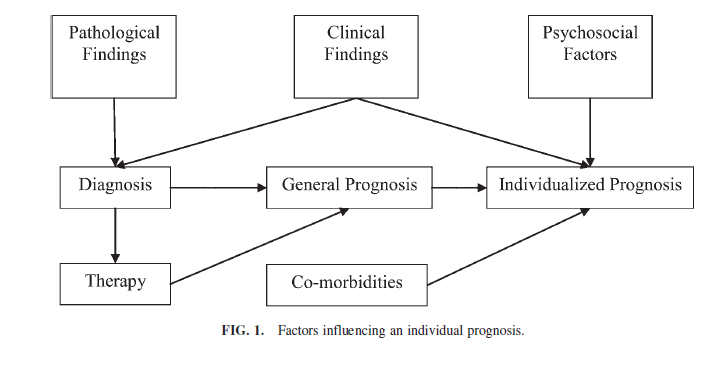 Pathological
Findings
Clinical
Findings
Psychosocial
Factors
Diagnosis
General Prognosis
Individualized Prognosis
Therapy
Co-morbidities
FIG. 1. Factors influencing an individual prognosis.